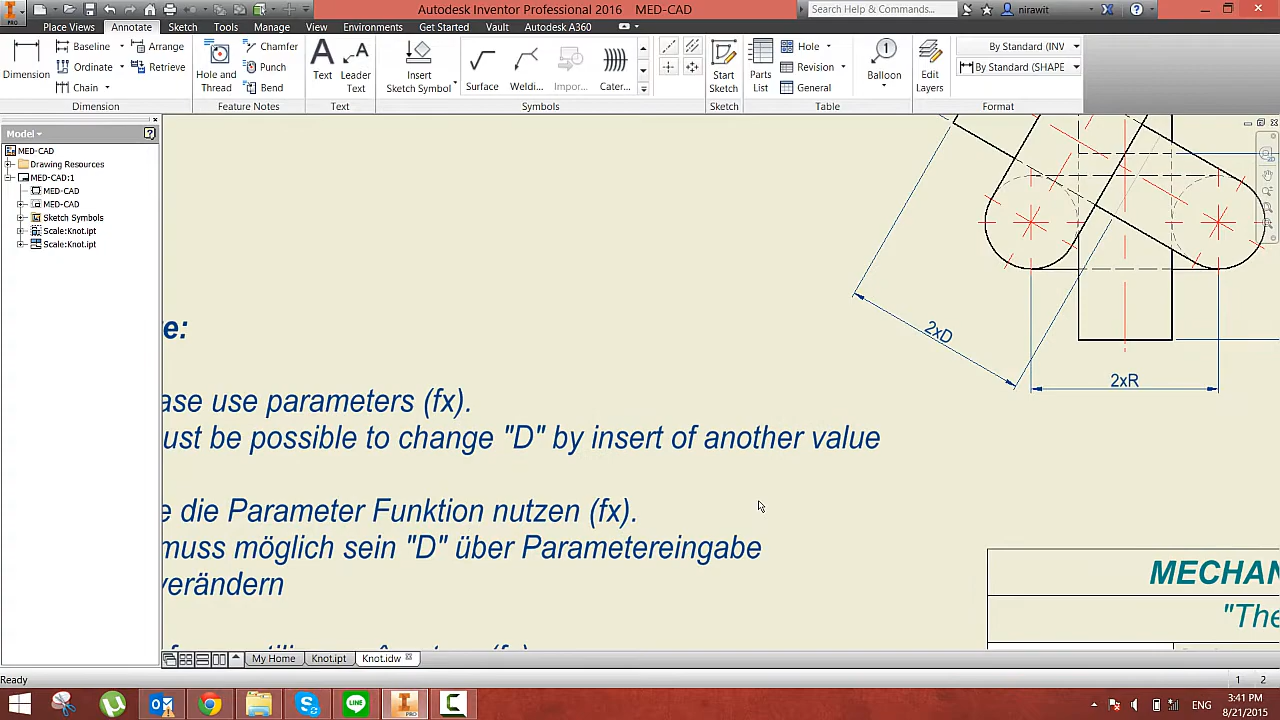 PRO
Autodesk Inventor Professional 2016 MED-CAD
Search Help & Commands...
nirawit
Place Views Annotate Sketch Tools Manage View Environments Get Started Vault Autodesk A360
Dimension
Baseline
Ordinate
Chain
Arrange
Retrieve
Hole and Thread
Chamfer
Punch
Bend
Text
Leader Text
Insert Sketch Symbol
Surface
Weldi...
Impor...
Cater...
Start Sketch
Parts List
Hole
Revision
General
Balloon
Edit Layers
By Standard (INV
By Standard (SHAPE
Dimension Feature Notes Text Symbols Sketch Table Format
Model
MED-CAD
Drawing Resources
MED-CAD:1
MED-CAD
MED-CAD
Sketch Symbols
Scale:Knot.ipt
Scale:Knot.ipt
2xD
2xR
e:
ase use parameters (fx).
ust be possible to change "D" by insert of another value
e die Parameter Funktion nutzen (fx).
muss möglich sein "D" über Parametereingabe
verändern
MECHAN
"The
My Home Knot.ipt Knot.idw
Ready
1 2
LINE
PRO
3:41 PM
8/21/2015